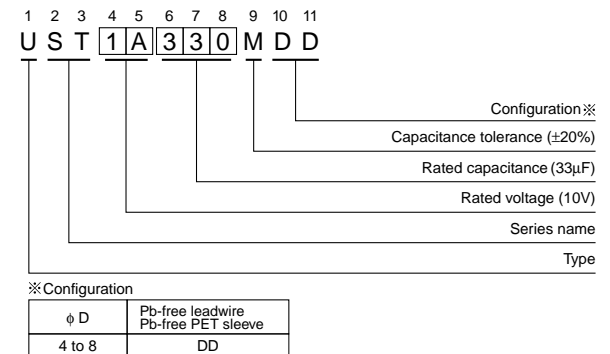 1 2 3 4 5 6 7 8 9 10 11
U S T 1 A 3 3 0 M D D
Configuration※
Capacitance tolerance (±20%)
Rated capacitance (33µF)
Rated voltage (10V)
Series name
Type
※Configuration
ϕ D
Pb-free leadwire
Pb-free PET sleeve
4 to 8
DD